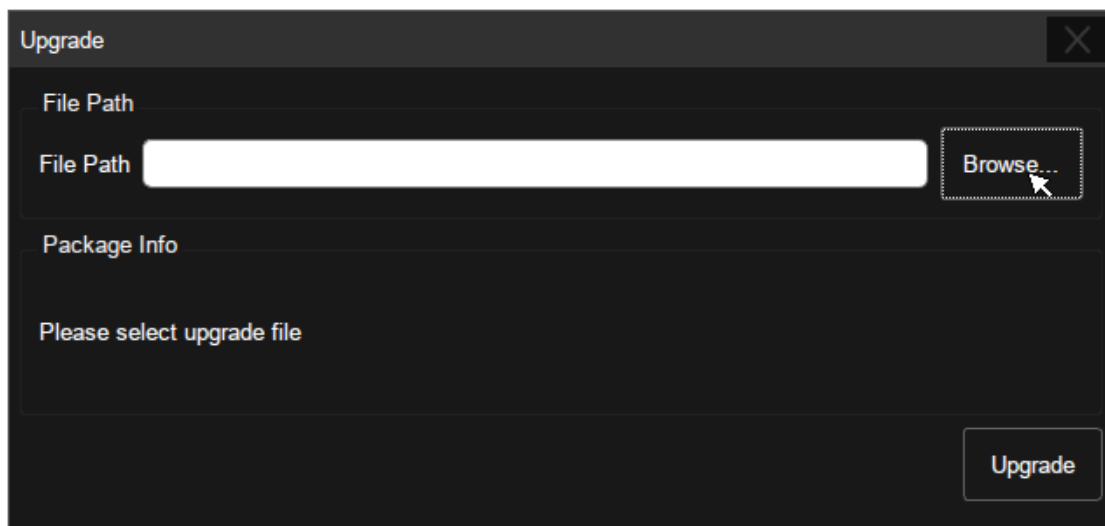 Upgrade
File Path
File Path Browse...
Package Info
Please select upgrade file
Upgrade